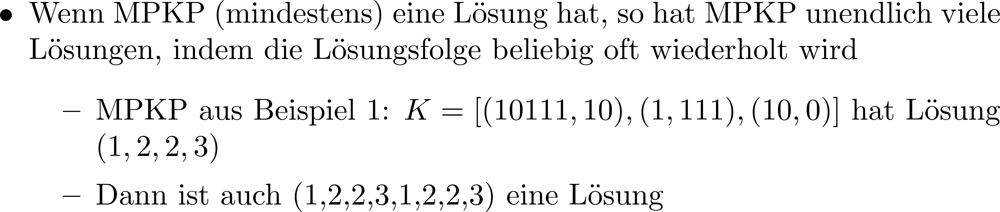 • Wenn MPKP (mindestens) eine Lösung hat, so hat MPKP unendlich viele
Lösungen, indem die Lösungsfolge beliebig oft wiederholt wird
– MPKP aus Beispiel 1: K = [(10111, 10), (1, 111), (10, 0)] hat Lösung
(1, 2, 2, 3)
– Dann ist auch (1,2,2,3,1,2,2,3) eine Lösung